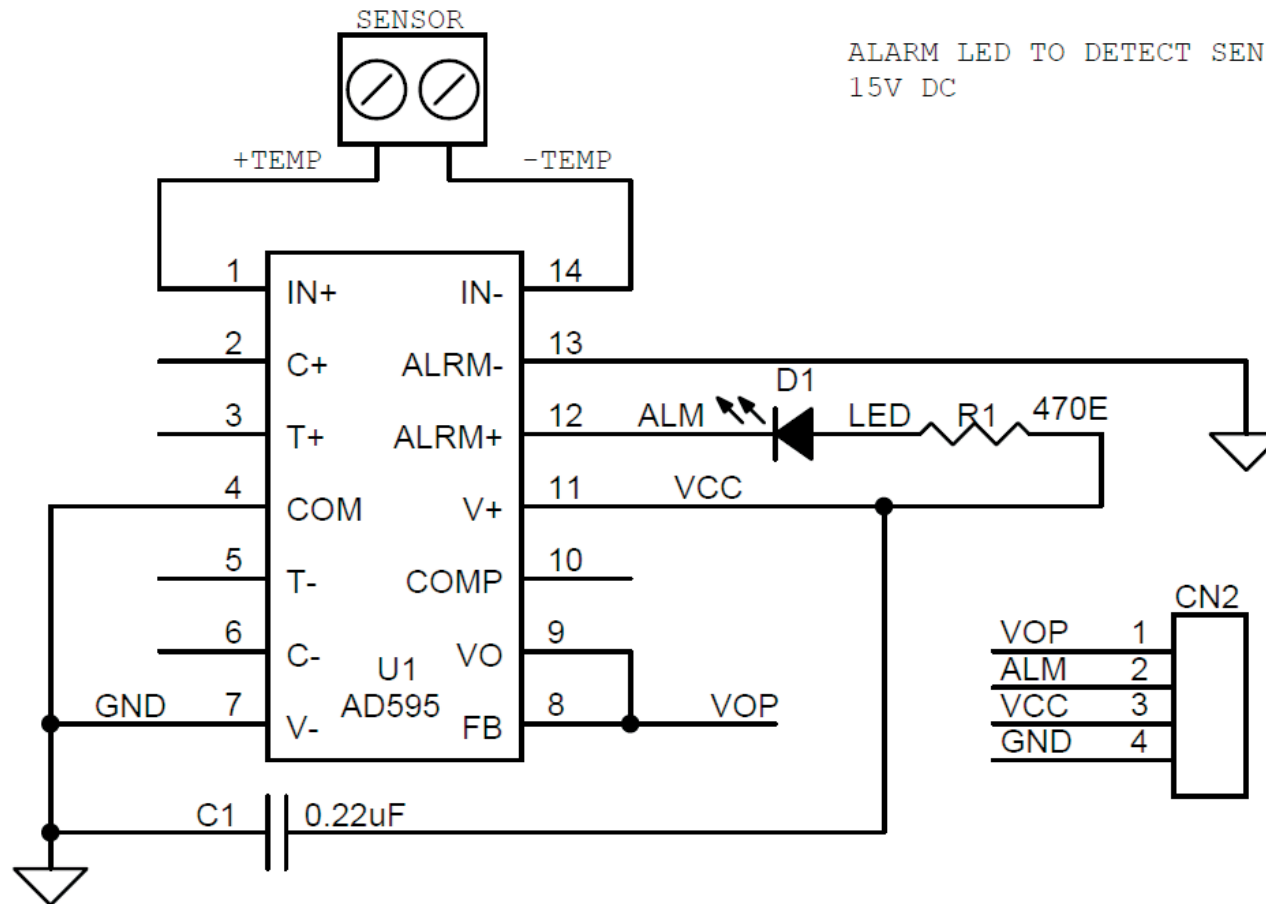 SENSOR
ALARM LED TO DETECT SEN
15V DC
+TEMP -TEMP
1 IN+ IN- 14
2 C+ ALRM- 13
D1
3 T+ ALRM+ 12 ALM LED R1 470E
4 COM V+ 11 VCC
5 T- COMP 10
CN2
6 C- VO 9
VOP 1
ALM 2
U1
AD595
GND 7 V- FB 8 VOP
VCC 3
GND 4
C1 0.22uF